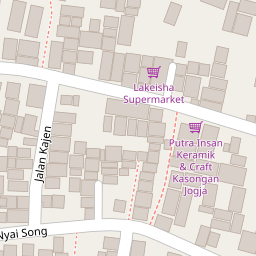 Lakeisha
Supermarket
Putra Insan
Keramik
& Craft
Kasongan
Jogja
Jalan Kajen
Nyai Song